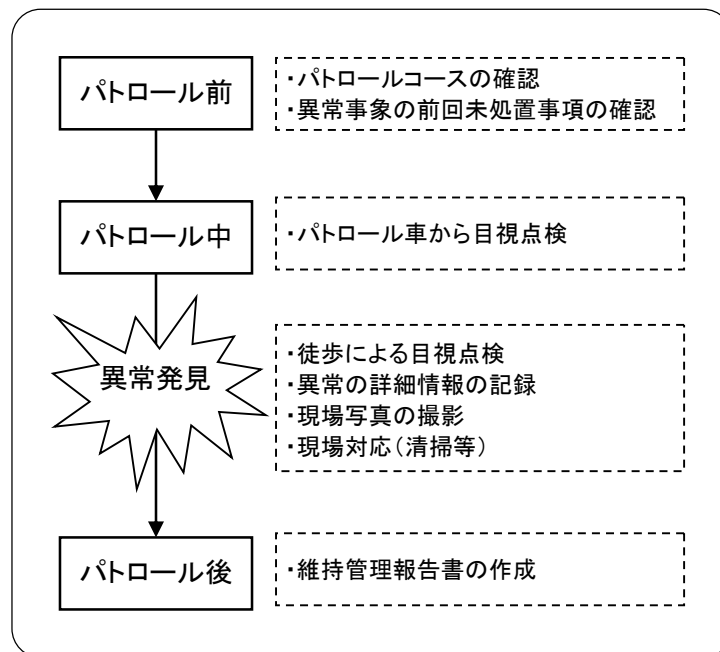 パトロール前
・パトロールコースの確認
・異常事象の前回未処置事項の確認
パトロール中
・パトロール車から目視点検
異常発見
・徒歩による目視点検
・異常の詳細情報の記録
・現場写真の撮影
・現場対応(清掃等)
パトロール後
・維持管理報告書の作成